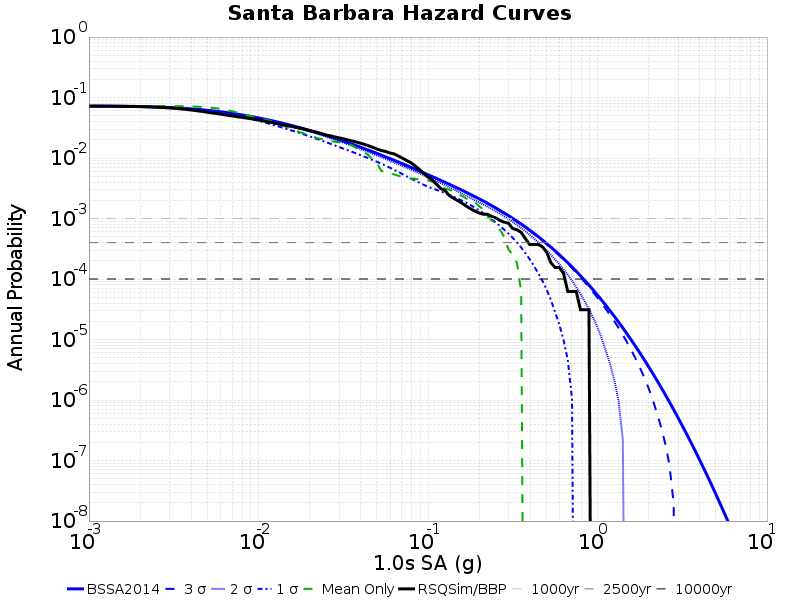 Santa Barbara Hazard Curves
Annual Probability
10^0
10^-1
10^-2
10^-3
10^-4
10^-5
10^-6
10^-7
10^-8
10^-3 10^-2 10^-1 10^0 10^1
1.0s SA (g)
BSSA2014 3 σ 2 σ 1 σ Mean Only RSQSim/BBP 1000yr 2500yr 10000yr